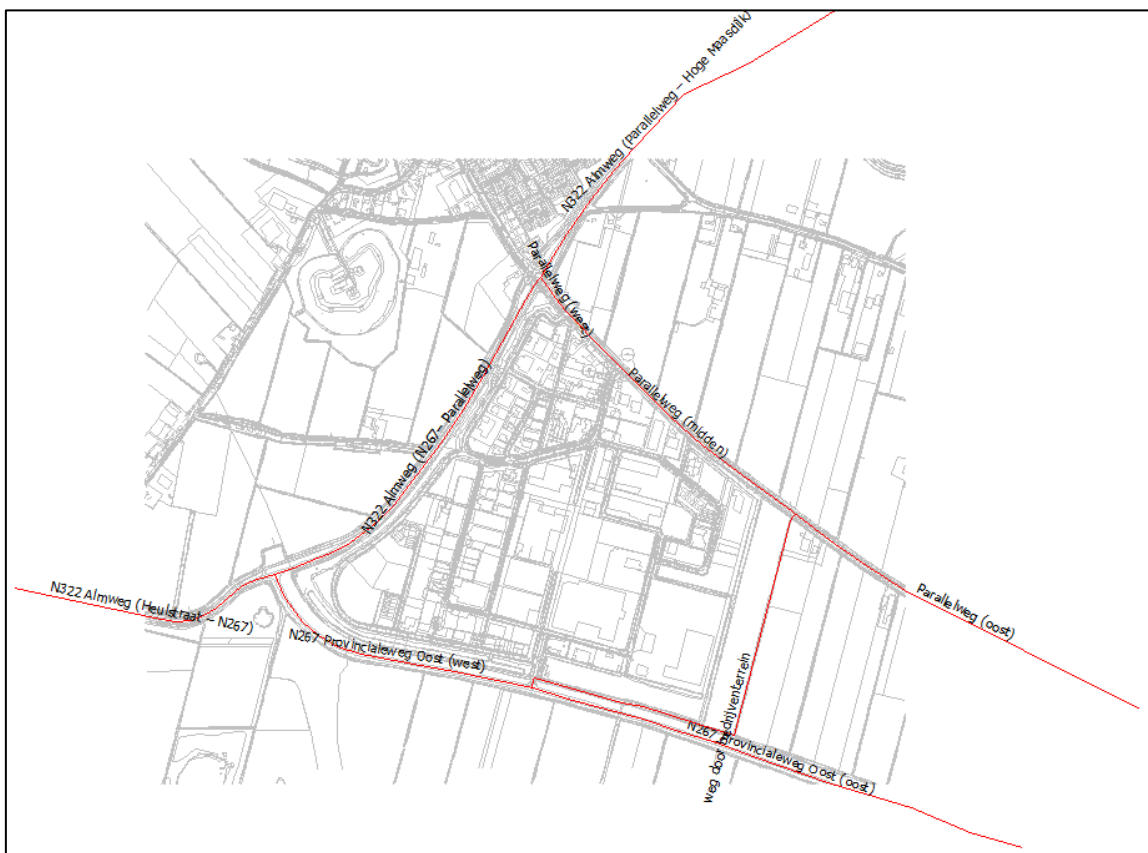 N322 Almweg (Parallelweg – Hoge Maasdijk)
Parallelweg (west)
Parallelweg (midden)
N322 Almweg (N267– Parallelweg)
N322 Almweg (Heulstraat – N267)
N267 Provincialeweg Oost (west)
Parallelweg (oost)
weg door bedrijventerrein
N267 Provincialeweg Oost (oost)